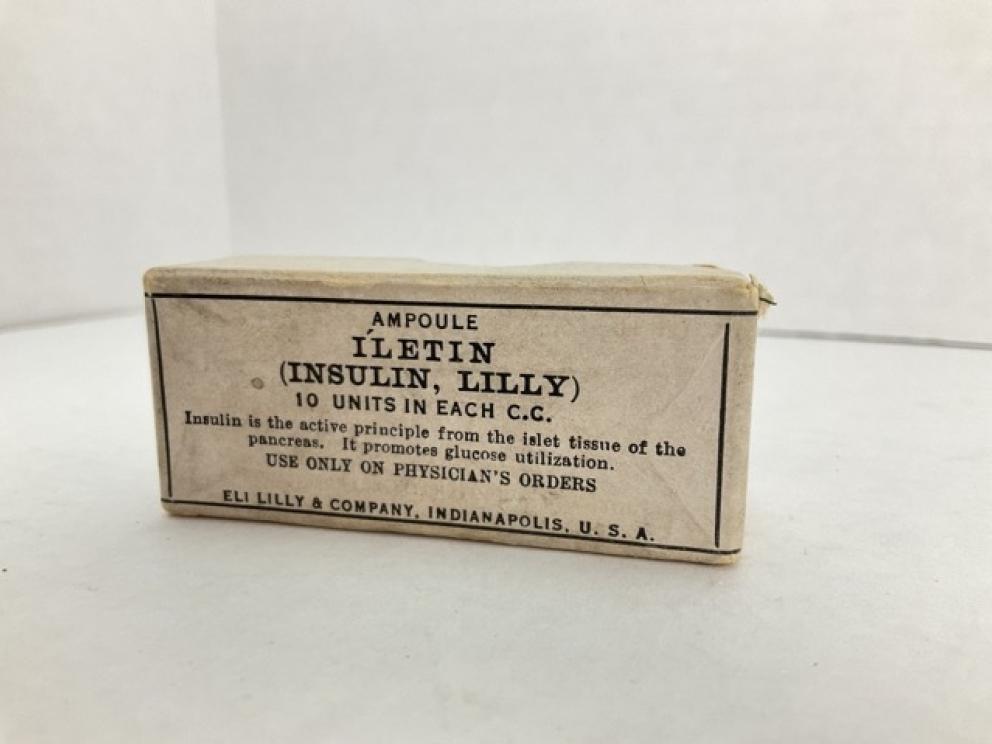 AMPOULE
ÍLETIN
(INSULIN, LILLY)
10 UNITS IN EACH C.C.
Insulin is the active principle from the islet tissue of the
pancreas. It promotes glucose utilization.
USE ONLY ON PHYSICIAN'S ORDERS
ELI LILLY & COMPANY, INDIANAPOLIS, U. S. A.